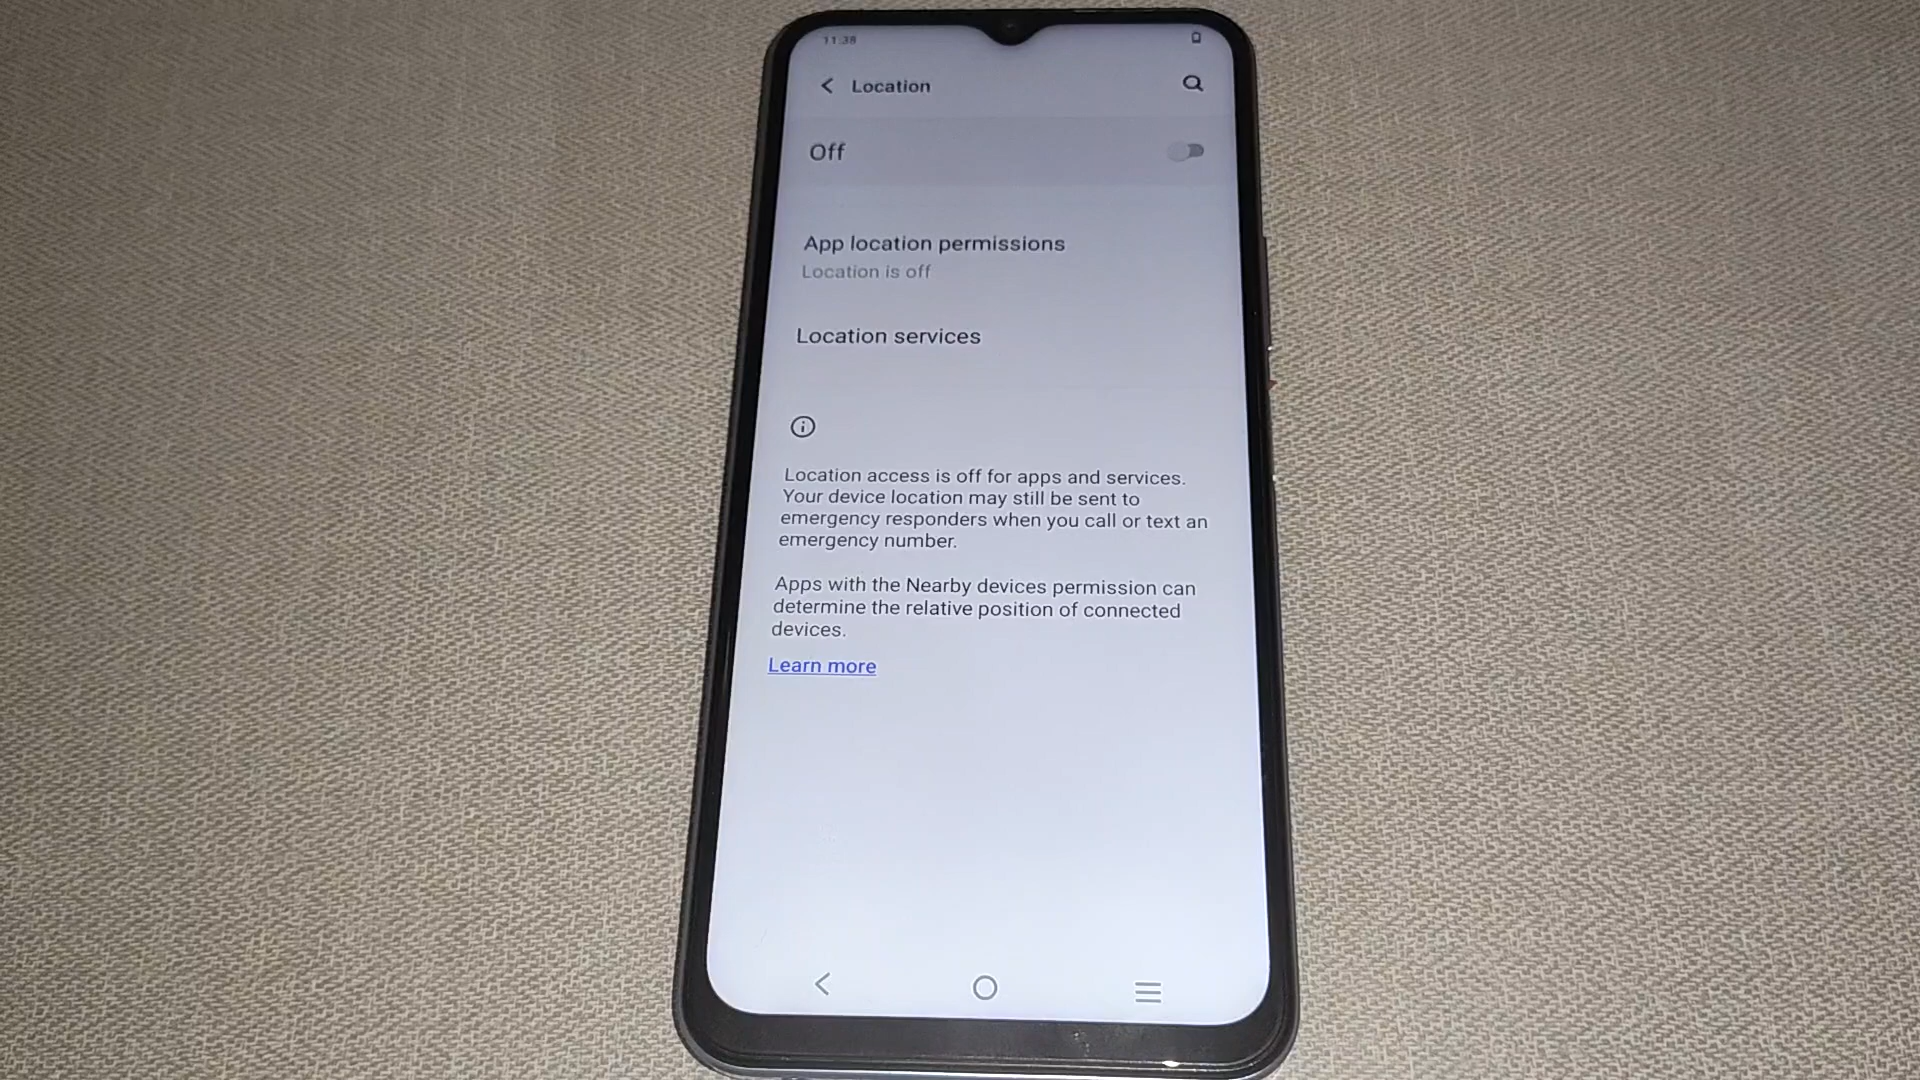 11:38
Location
Off
App location permissions
Location is off
Location services
Location access is off for apps and services.
Your device location may still be sent to
emergency responders when you call or text an
emergency number.
Apps with the Nearby devices permission can
determine the relative position of connected
devices.
Learn more